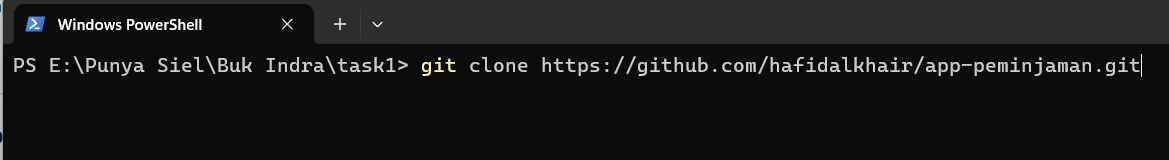 Windows PowerShell
PS E:\Punya Siel\Buk Indra\task1> git clone https://github.com/hafidalkhair/app-peminjaman.git